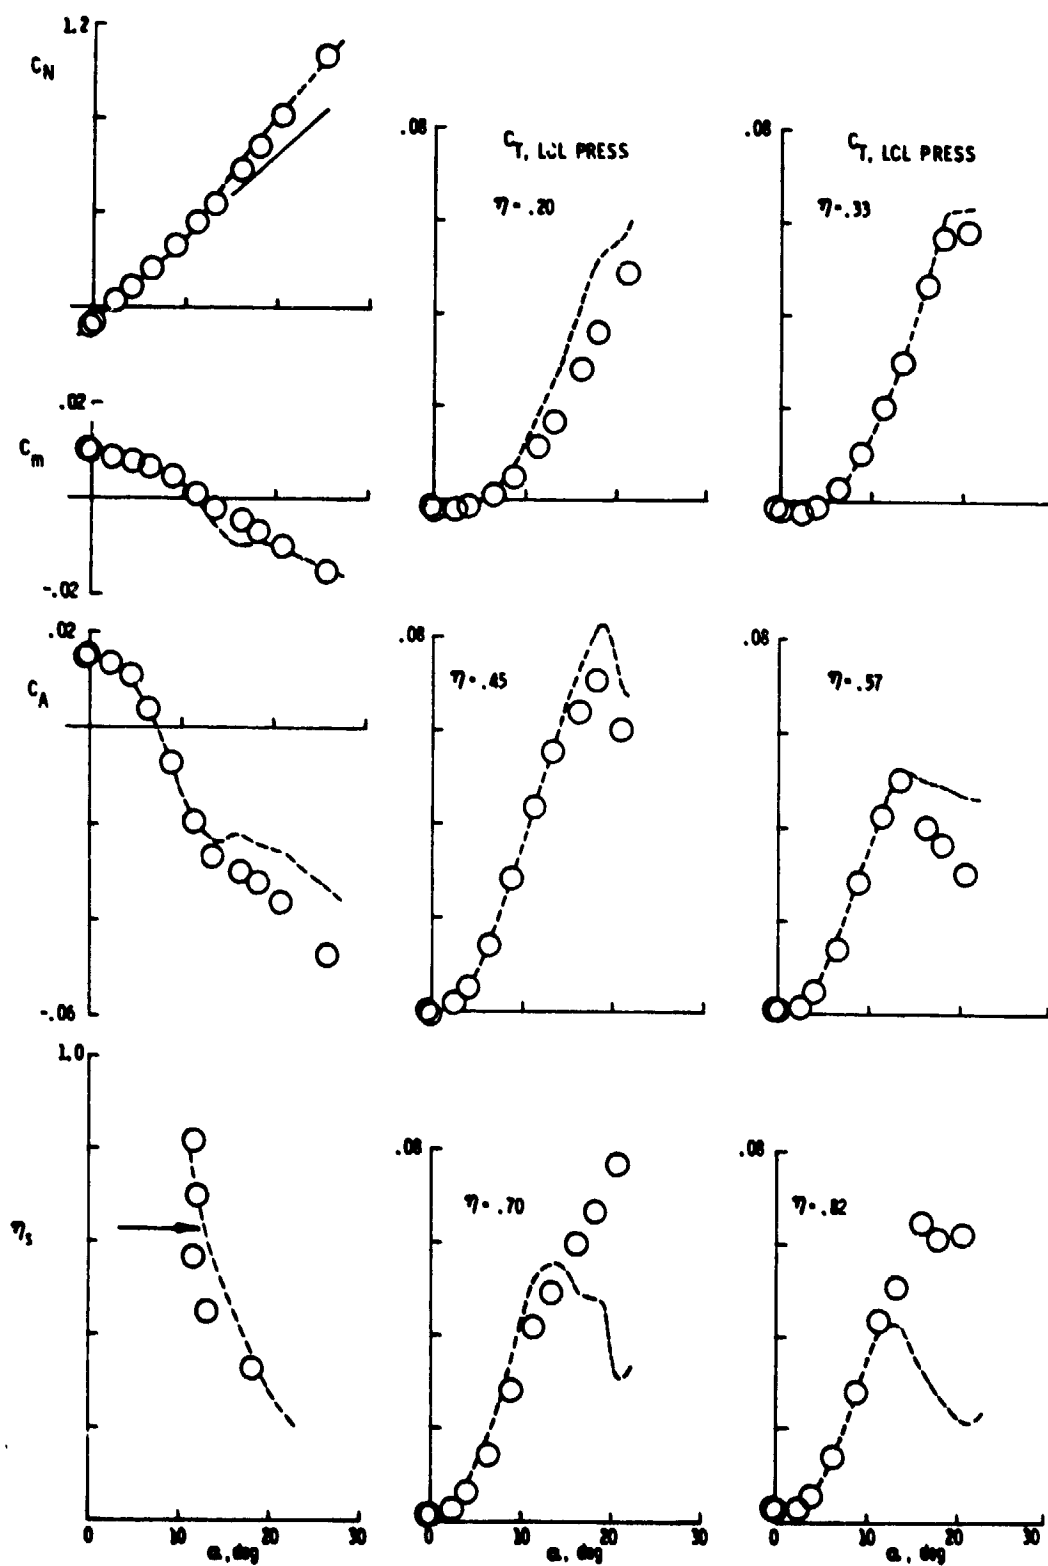 1.2
C_N
.02
C_m
-.02
.02
C_A
-.06
1.0
η_s
0 10 20 30
α, deg
.08
C_T, LCL PRESS
η=.20
.08
C_T, LCL PRESS
η=.33
.08
η=.45
.08
η=.57
.08
η=.70
0 10 20 30
α, deg
.08
η=.82
0 10 20 30
α, deg